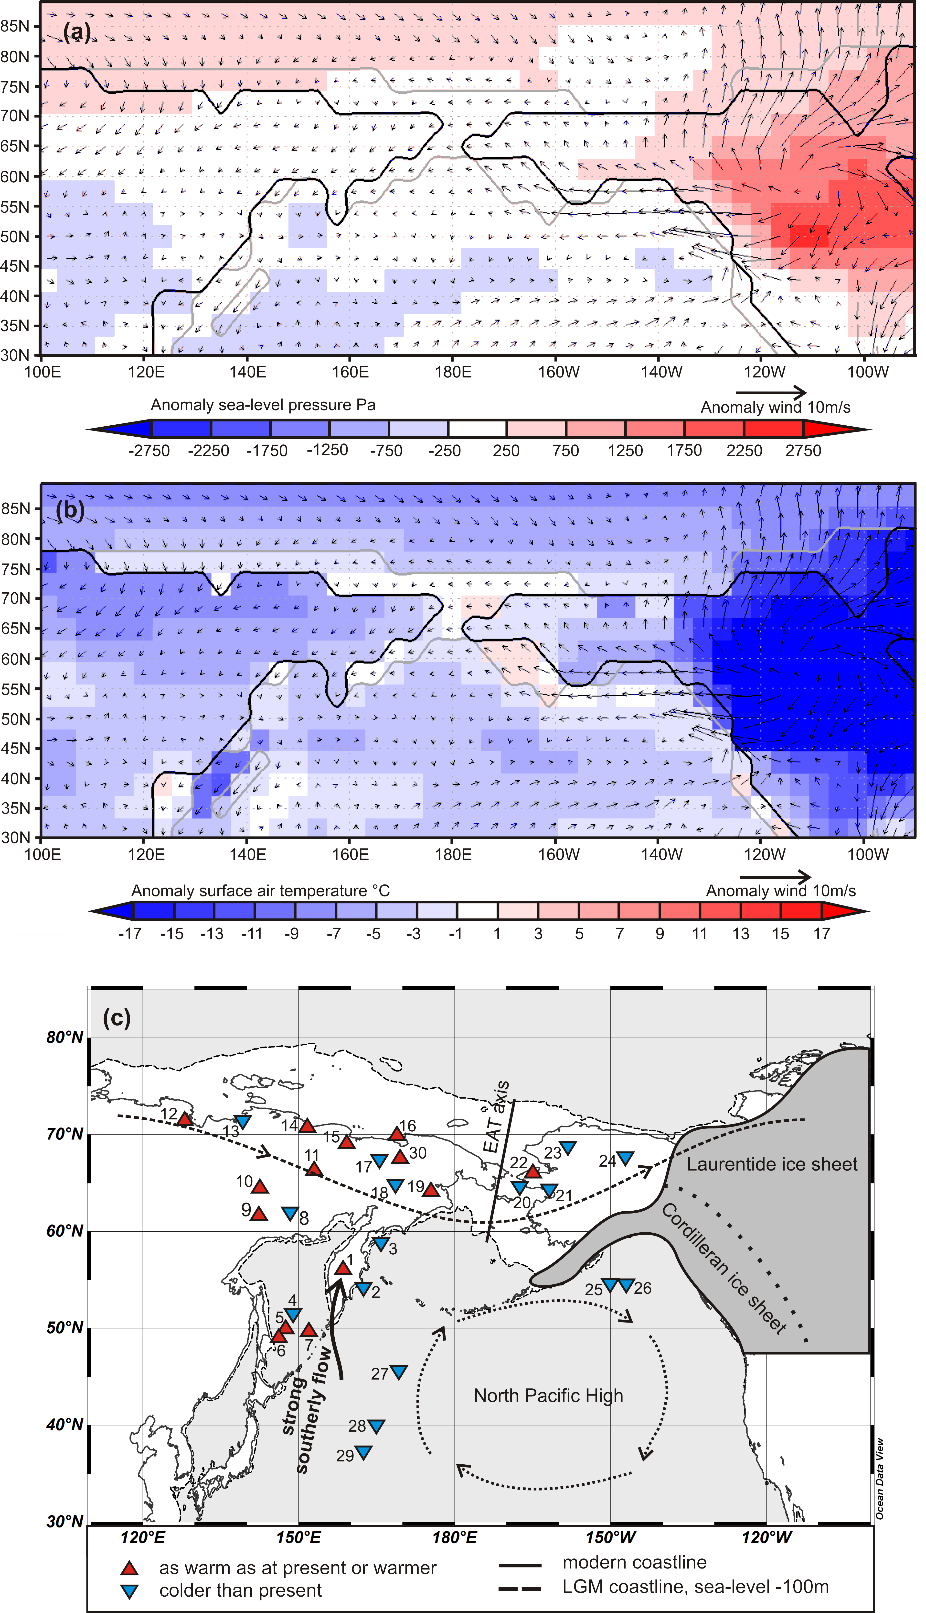 (a)
85N
80N
75N
70N
65N
60N
55N
50N
45N
40N
35N
30N
100E 120E 140E 160E 180E 160W 140W 120W 100W
Anomaly sea-level pressure Pa
Anomaly wind 10m/s
-2750 -2250 -1750 -1250 -750 -250 250 750 1250 1750 2250 2750
(b)
85N
80N
75N
70N
65N
60N
55N
50N
45N
40N
35N
30N
100E 120E 140E 160E 180E 160W 140W 120W 100W
Anomaly surface air temperature °C
Anomaly wind 10m/s
-17 -15 -13 -11 -9 -7 -5 -3 -1 1 3 5 7 9 11 13 15 17
(c)
80°N
70°N
60°N
50°N
40°N
30°N
EAT axis
12
13
14
15
16
30
11
17
10
18
19
22
23
24
20
21
9
8
3
1
2
4
5
6
7
25
26
27
28
29
Laurentide ice sheet
Cordilleran ice sheet
strong
southerly flow
North Pacific High
Ocean Data View
120°E 150°E 180°E 150°W 120°W
as warm as at present or warmer
colder than present
modern coastline
LGM coastline, sea-level -100m